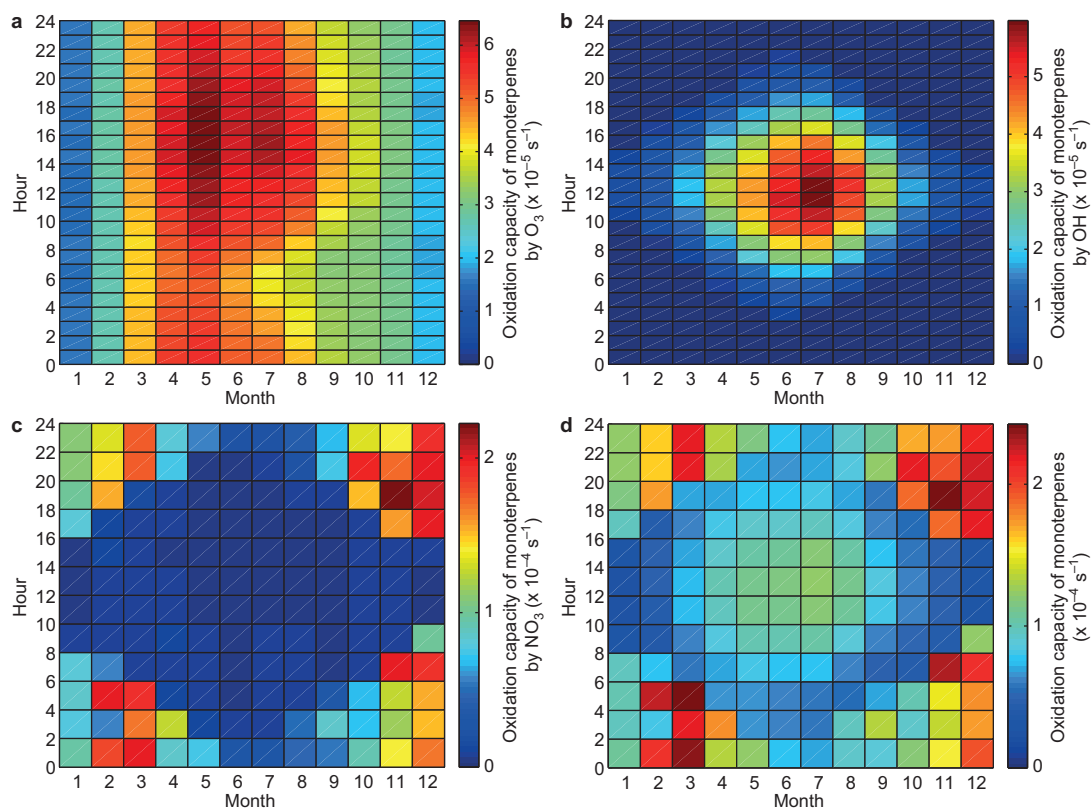 a
24
22
20
18
16
14
12
10
8
6
4
2
0
Hour
1 2 3 4 5 6 7 8 9 10 11 12
Month
6
5
4
3
2
1
0
Oxidation capacity of monoterpenes
by O₃ (x 10⁻⁵ s⁻¹)
b
24
22
20
18
16
14
12
10
8
6
4
2
0
Hour
1 2 3 4 5 6 7 8 9 10 11 12
Month
5
4
3
2
1
0
Oxidation capacity of monoterpenes
by OH (x 10⁻⁵ s⁻¹)
c
24
22
20
18
16
14
12
10
8
6
4
2
0
Hour
1 2 3 4 5 6 7 8 9 10 11 12
Month
2
1
0
Oxidation capacity of monoterpenes
by NO₃ (x 10⁻⁴ s⁻¹)
d
24
22
20
18
16
14
12
10
8
6
4
2
0
Hour
1 2 3 4 5 6 7 8 9 10 11 12
Month
2
1
0
Oxidation capacity of monoterpenes
(x 10⁻⁴ s⁻¹)